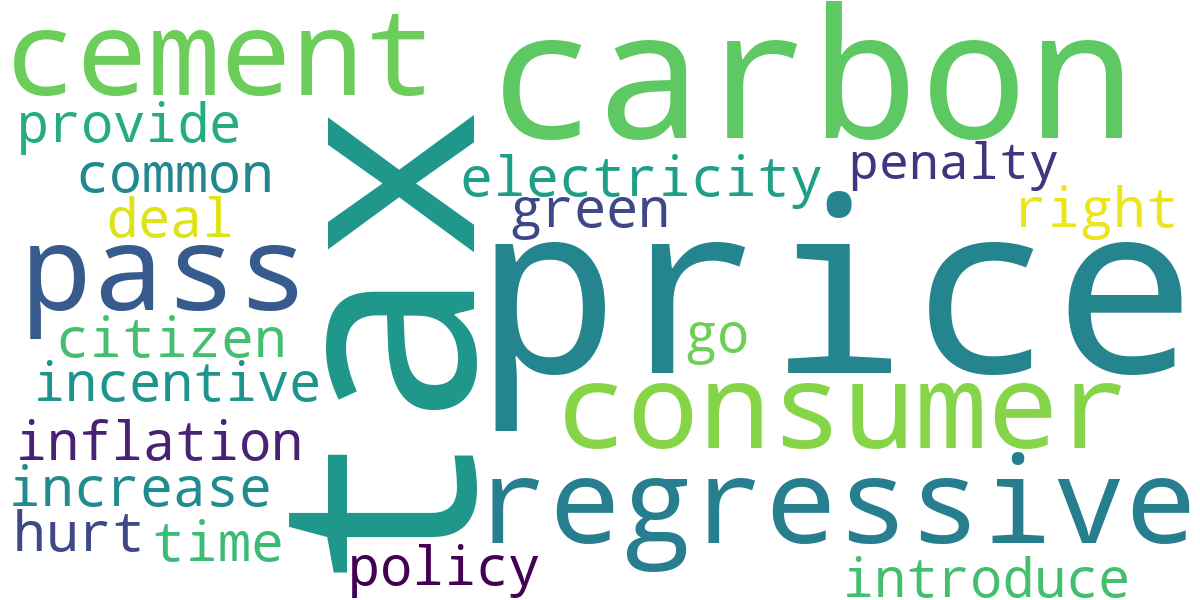 cement
carbon
provide
common
electricity
penalty
deal
green
right
pass
tax
price
citizen
go
incentive
consumer
inflation
increase
regressive
hurt
time
policy
introduce